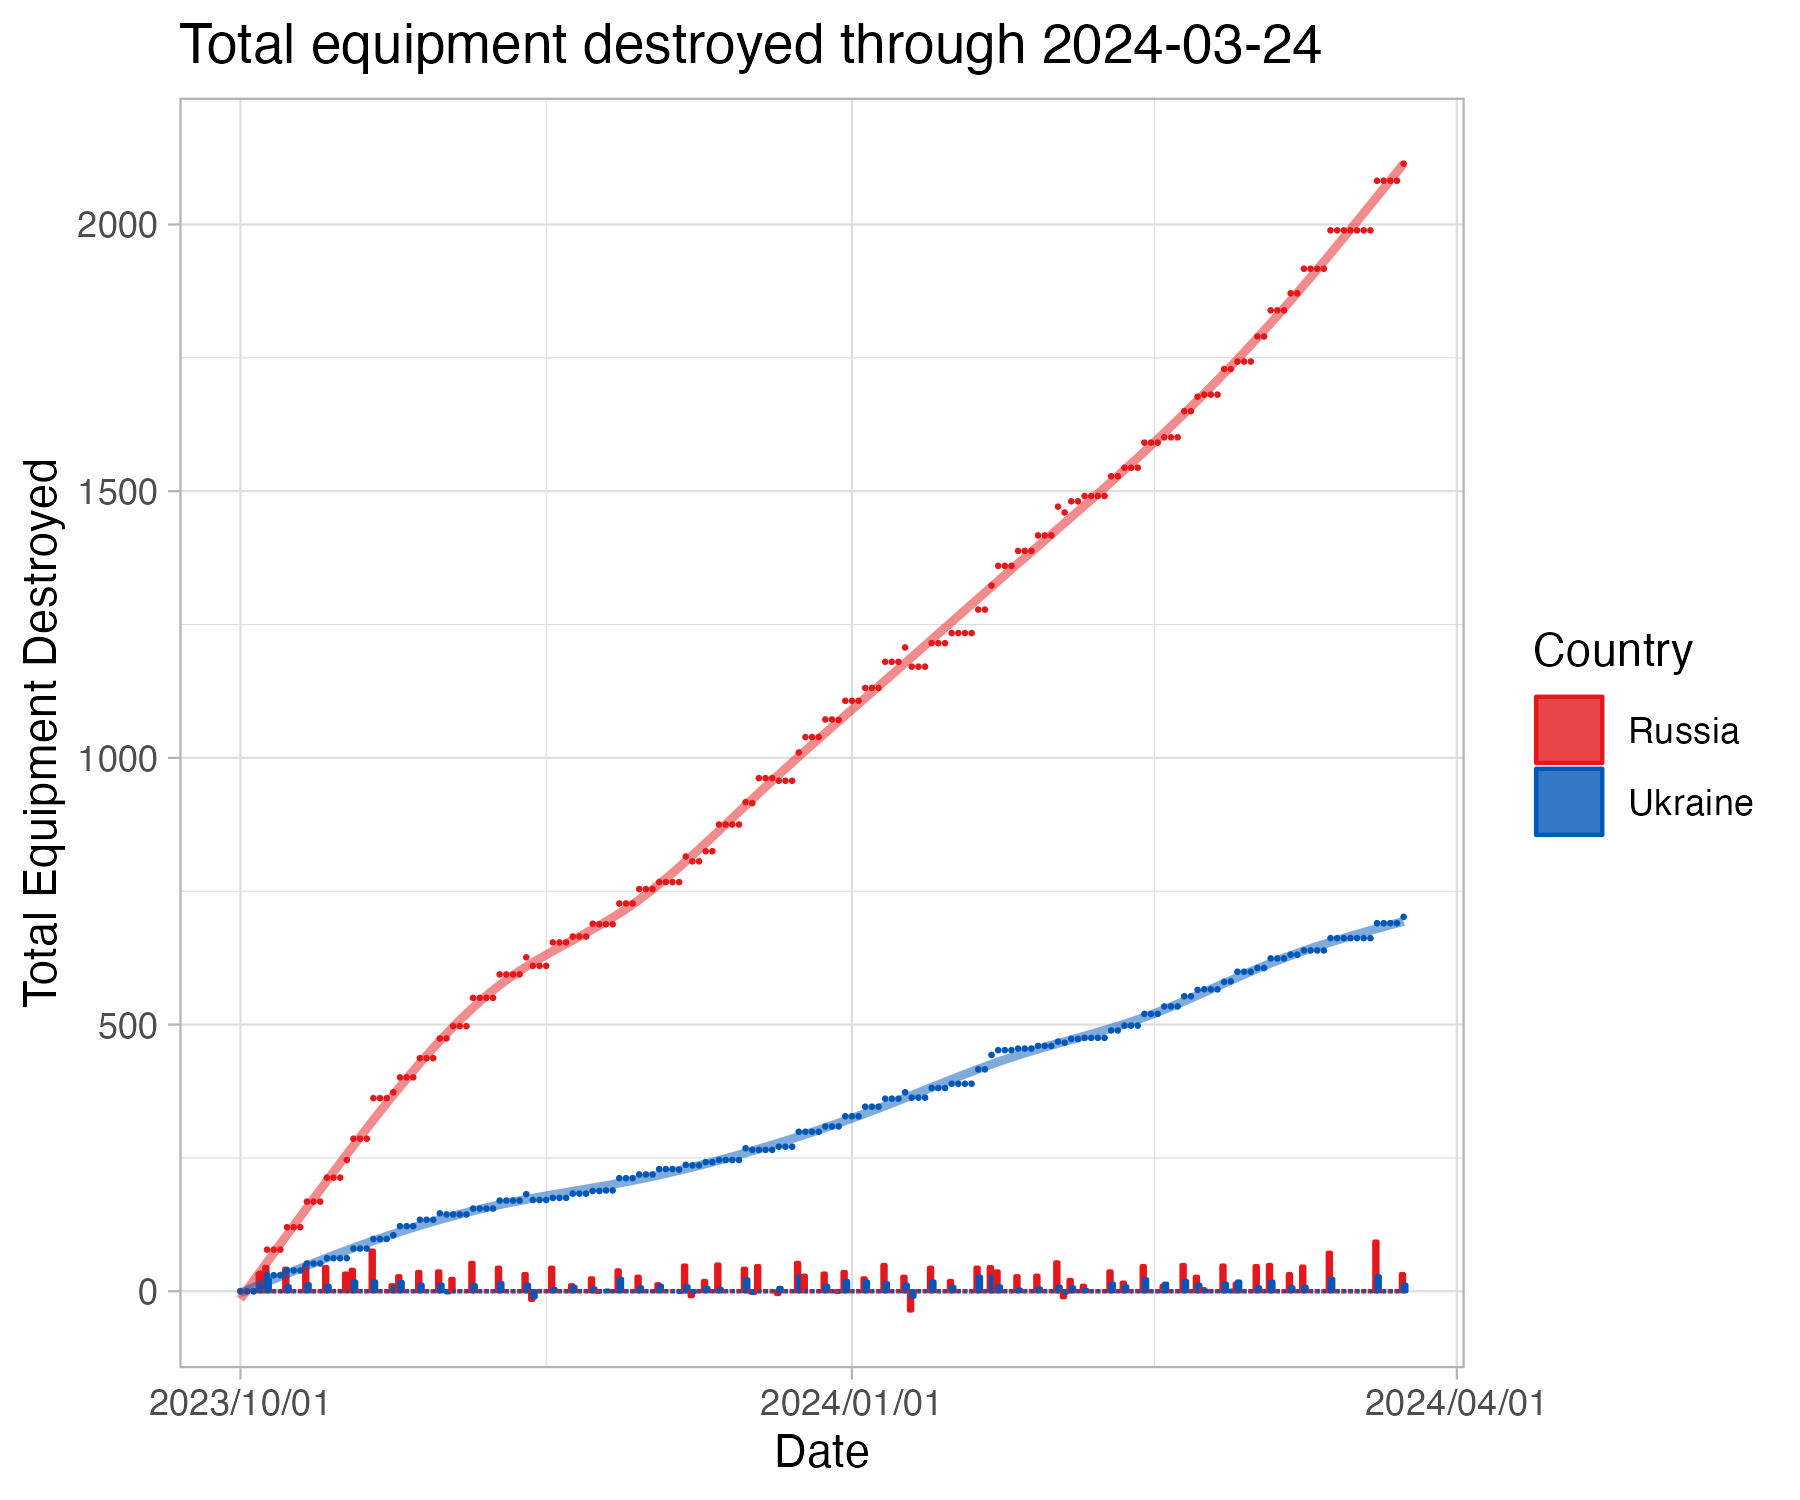 Total equipment destroyed through 2024-03-24
Total Equipment Destroyed
2000
1500
1000
500
0
2023/10/01
2024/01/01
2024/04/01
Date
Country
Russia
Ukraine